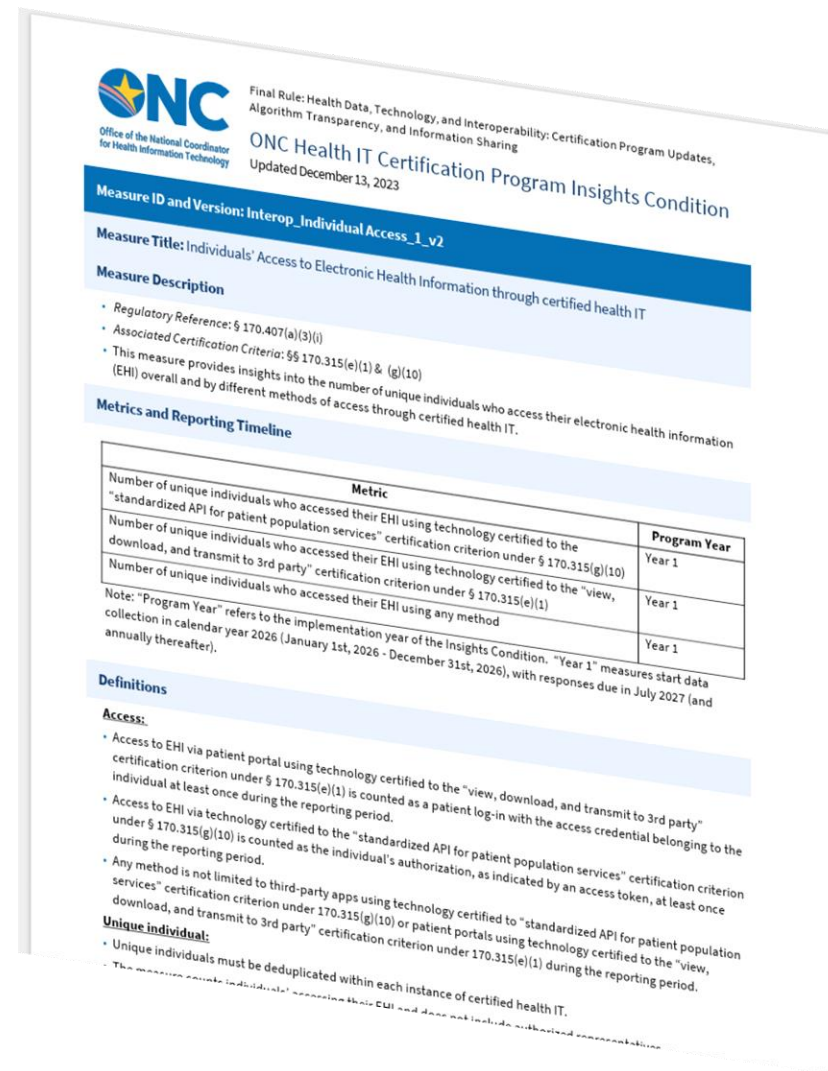 ONC
Office of the National Coordinator
for Health Information Technology
Final Rule: Health Data, Technology, and Interoperability: Certification Program Updates,
Algorithm Transparency, and Information Sharing
ONC Health IT Certification Program Insights Condition
Updated December 13, 2023
Measure ID and Version: Interop_Individual Access_1_v2
Measure Title: Individuals' Access to Electronic Health Information through certified health IT
Measure Description
• Regulatory Reference: § 170.407(a)(3)(i)
• Associated Certification Criteria: §§ 170.315(e)(1) & (g)(10)
• This measure provides insights into the number of unique individuals who access their electronic health information
(EHI) overall and by different methods of access through certified health IT.
Metrics and Reporting Timeline
Metric
Program Year
Number of unique individuals who accessed their EHI using technology certified to the
"standardized API for patient population services" certification criterion under § 170.315(g)(10)
Year 1
Number of unique individuals who accessed their EHI using technology certified to the "view,
download, and transmit to 3rd party" certification criterion under § 170.315(e)(1)
Year 1
Number of unique individuals who accessed their EHI using any method
Year 1
Note: "Program Year" refers to the implementation year of the Insights Condition. "Year 1" measures start data
collection in calendar year 2026 (January 1st, 2026 - December 31st, 2026), with responses due in July 2027 (and
annually thereafter).
Definitions
Access:
• Access to EHI via patient portal using technology certified to the "view, download, and transmit to 3rd party"
certification criterion under § 170.315(e)(1) is counted as a patient log-in with the access credential belonging to the
individual at least once during the reporting period.
• Access to EHI via technology certified to the "standardized API for patient population services" certification criterion
under § 170.315(g)(10) is counted as the individual's authorization, as indicated by an access token, at least once
during the reporting period.
• Any method is not limited to third-party apps using technology certified to "standardized API for patient population
services" certification criterion under 170.315(g)(10) or patient portals using technology certified to the "view,
download, and transmit to 3rd party" certification criterion under 170.315(e)(1) during the reporting period.
Unique individual:
• Unique individuals must be deduplicated within each instance of certified health IT.
• The measure counts individuals' accessing their EHI and does not include authorized representatives